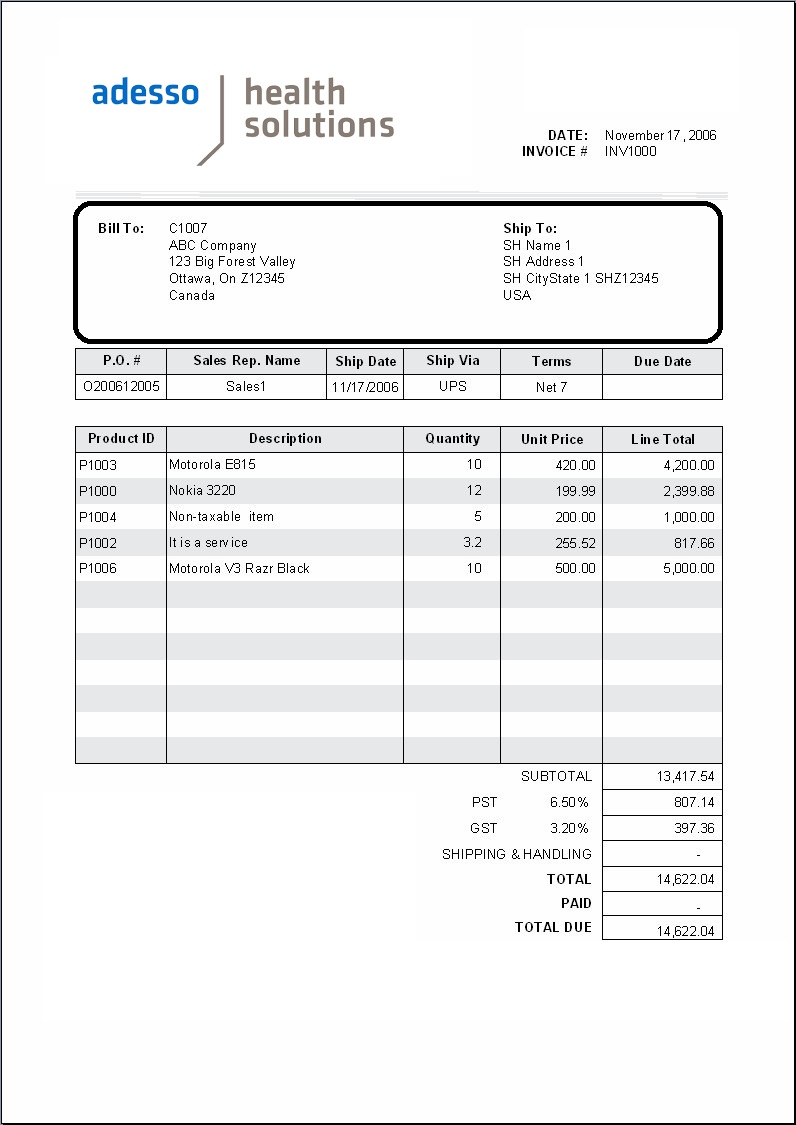 adesso health
solutions
DATE: November 17, 2006
INVOICE # INV1000
Bill To: C1007 Ship To:
ABC Company SH Name 1
123 Big Forest Valley SH Address 1
Ottawa, On Z12345 SH CityState 1 SHZ12345
Canada USA
P.O. # Sales Rep. Name Ship Date Ship Via Terms Due Date
O200612005 Sales1 11/17/2006 UPS Net 7
Product ID Description Quantity Unit Price Line Total
P1003 Motorola E815 10 420.00 4,200.00
P1000 Nokia 3220 12 199.99 2,399.88
P1004 Non-taxable item 5 200.00 1,000.00
P1002 It is a service 3.2 255.52 817.66
P1006 Motorola V3 Razr Black 10 500.00 5,000.00
SUBTOTAL 13,417.54
PST 6.50% 807.14
GST 3.20% 397.36
SHIPPING & HANDLING -
TOTAL 14,622.04
PAID -
TOTAL DUE 14,622.04